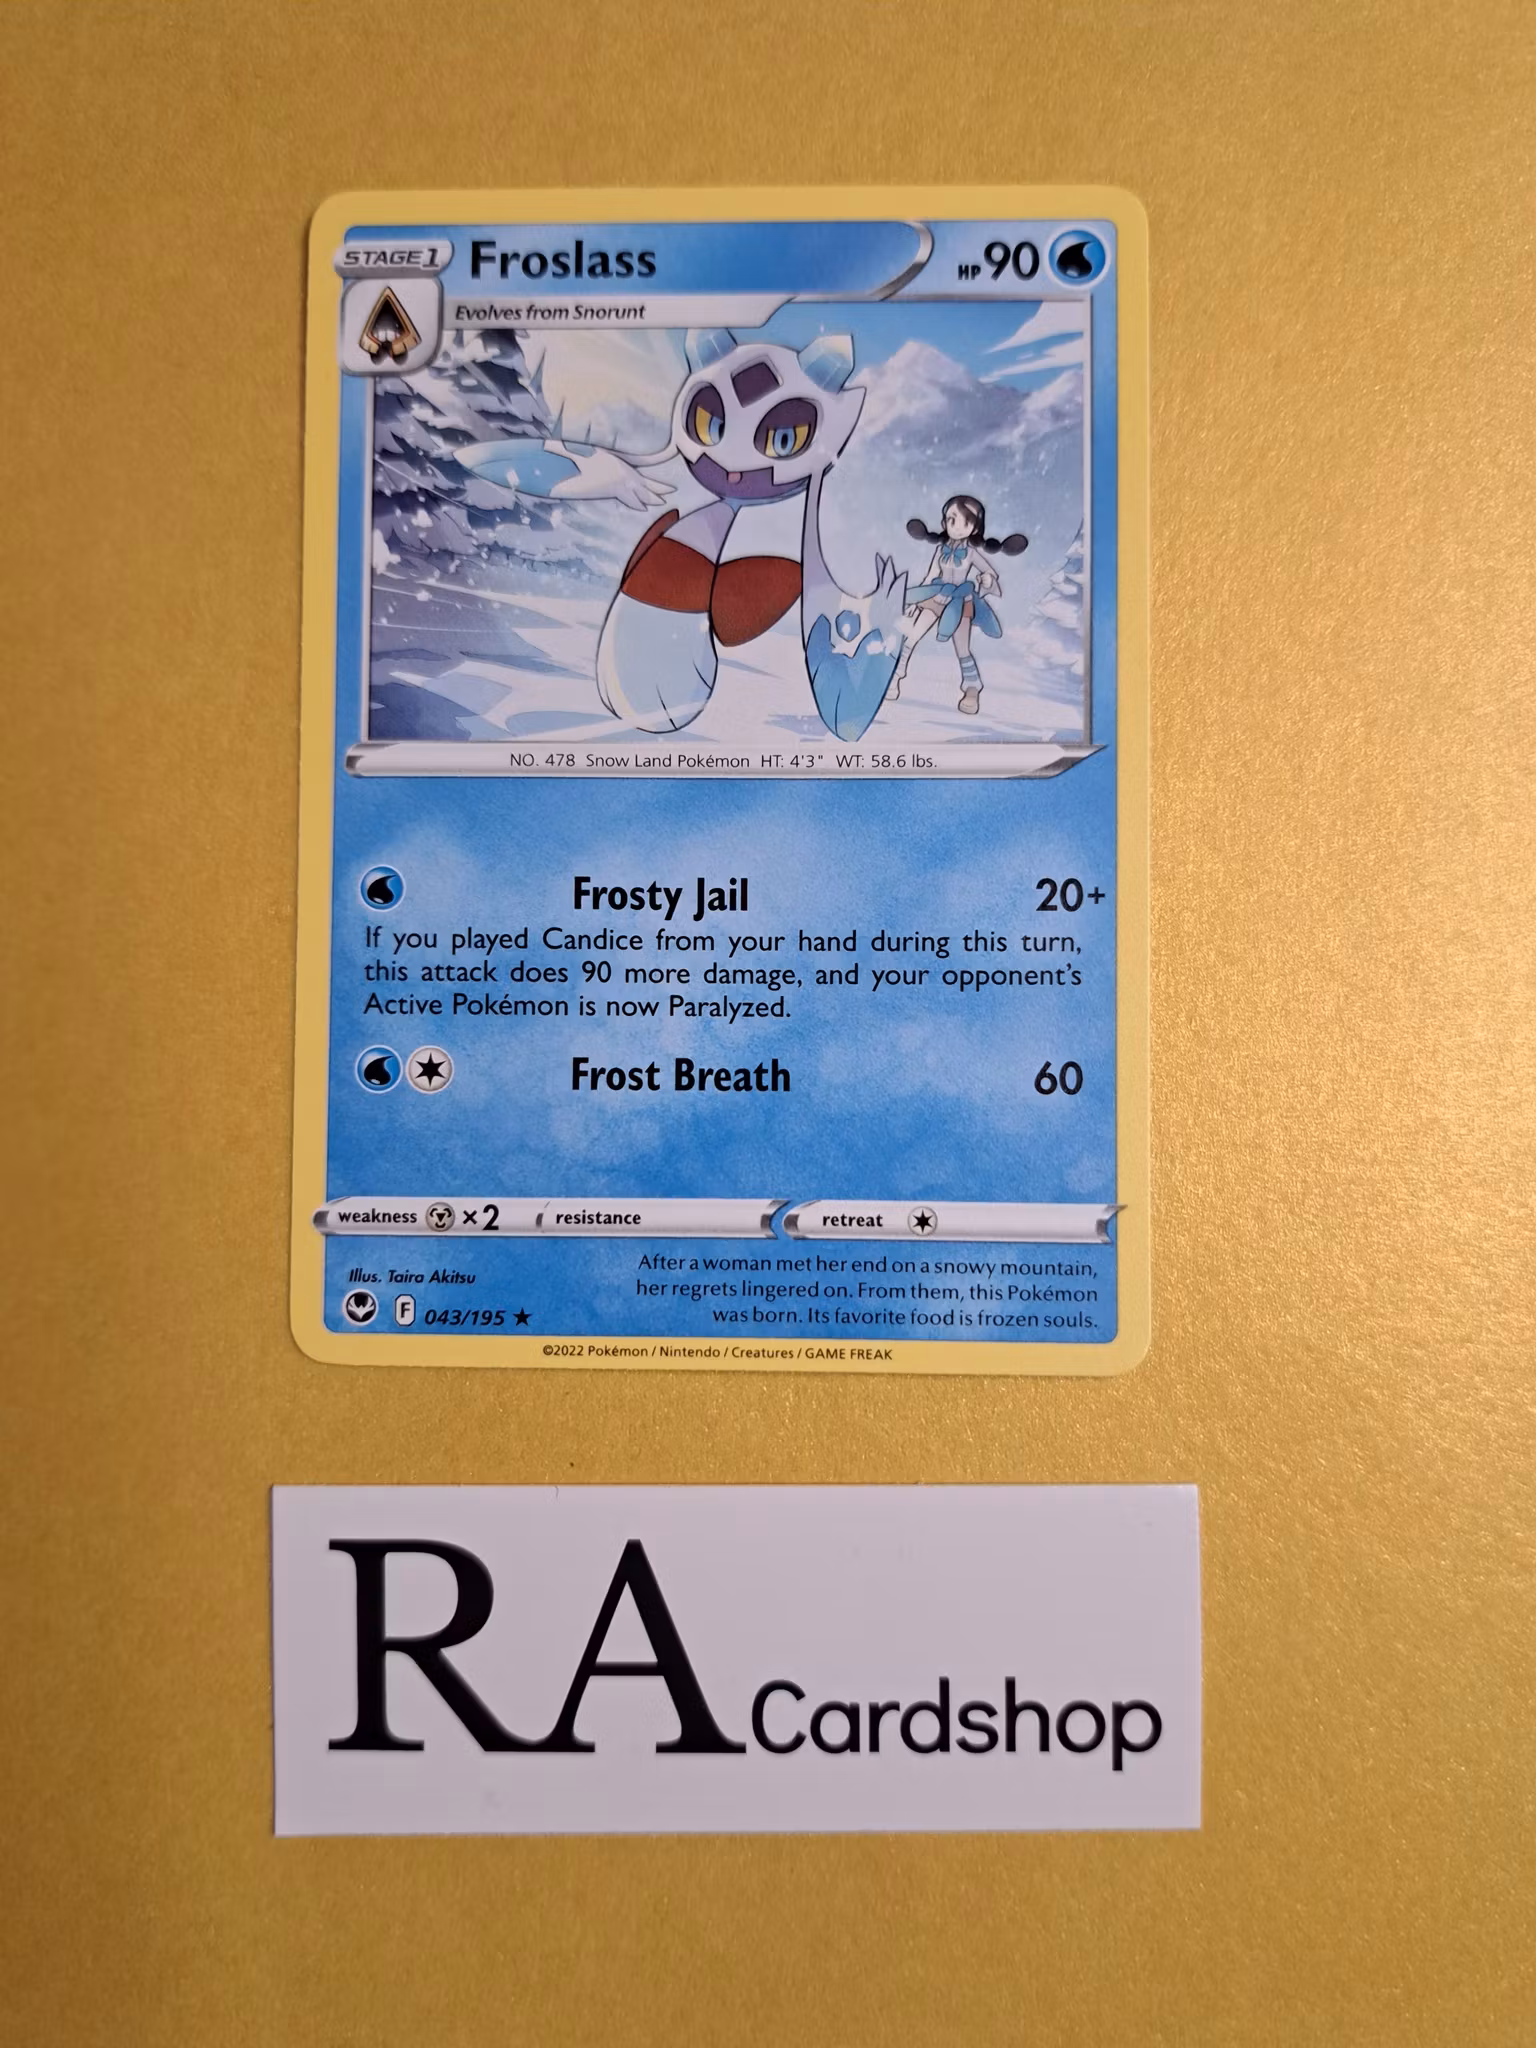 STAGE1 Froslass HP 90
Evolves from Snorunt
NO. 478 Snow Land Pokémon HT: 4'3" WT: 58.6 lbs.
Frosty Jail 20+
If you played Candice from your hand during this turn,
this attack does 90 more damage, and your opponent's
Active Pokémon is now Paralyzed.
Frost Breath 60
weakness ×2 resistance retreat
After a woman met her end on a snowy mountain,
her regrets lingered on. From them, this Pokémon
was born. Its favorite food is frozen souls.
Illus. Taira Akitsu
F 043/195 ★
©2022 Pokémon / Nintendo / Creatures / GAME FREAK
RA Cardshop